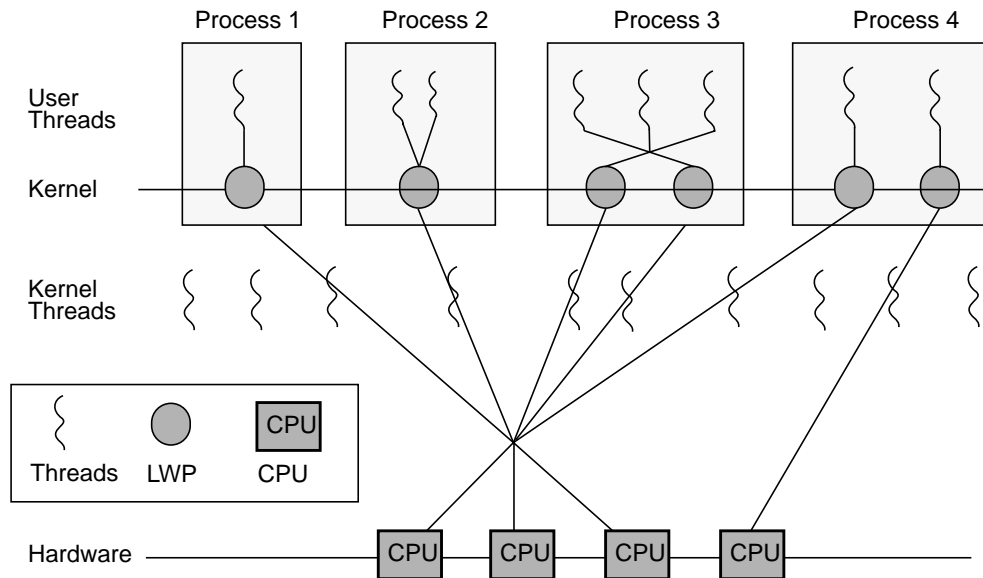 Process 1
Process 2
Process 3
Process 4
User
Threads
Kernel
Kernel
Threads
CPU
Threads
LWP
CPU
Hardware
CPU
CPU
CPU
CPU